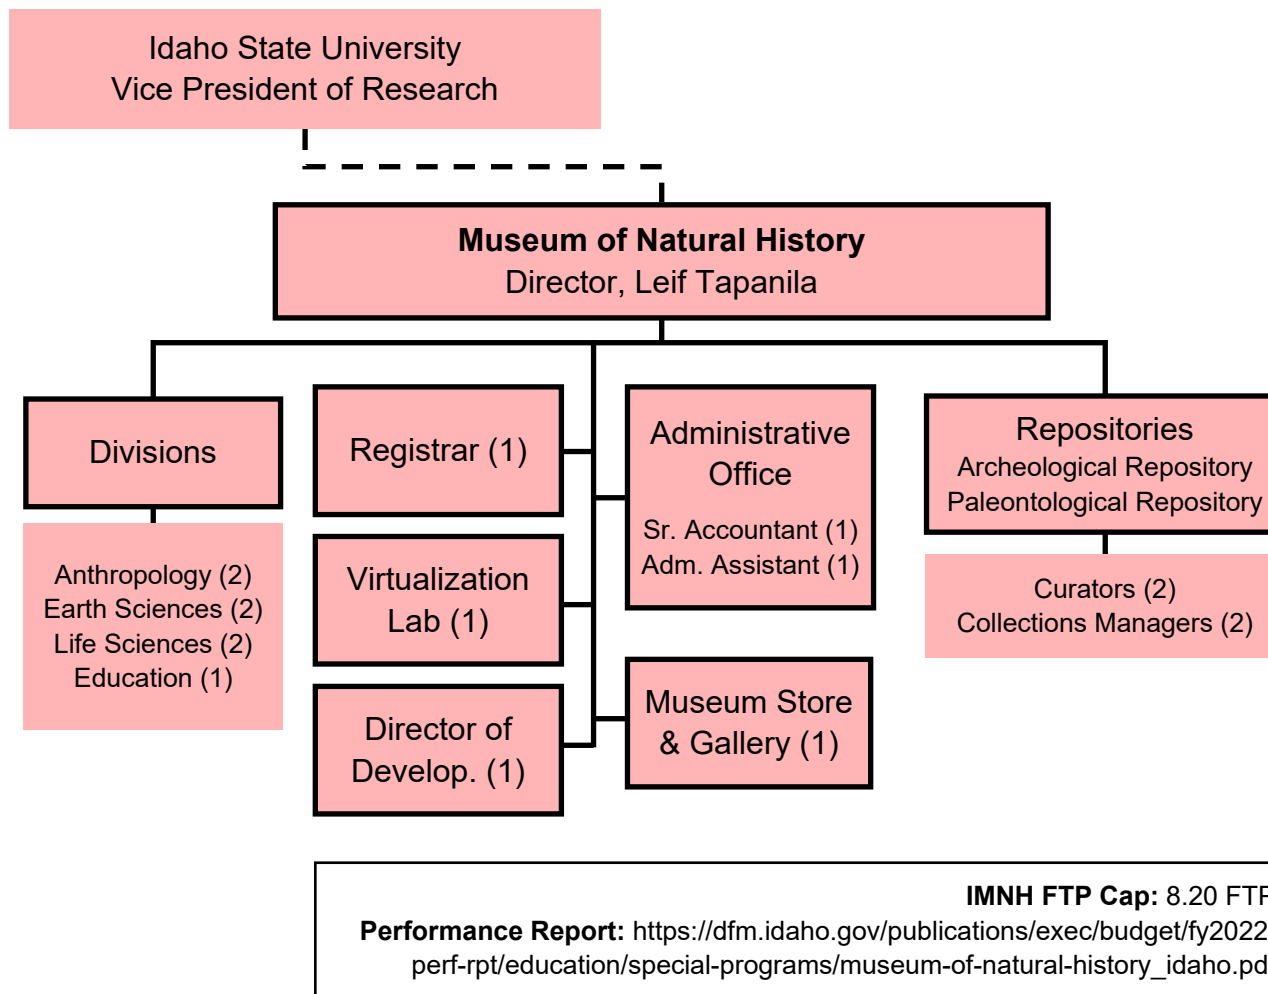 Idaho State University
Vice President of Research
Museum of Natural History
Director, Leif Tapanila
Divisions
Anthropology (2)
Earth Sciences (2)
Life Sciences (2)
Education (1)
Registrar (1)
Virtualization
Lab (1)
Director of
Develop. (1)
Administrative
Office
Sr. Accountant (1)
Adm. Assistant (1)
Museum Store
& Gallery (1)
Repositories
Archeological Repository
Paleontological Repository
Curators (2)
Collections Managers (2)
IMNH FTP Cap: 8.20 FTP
Performance Report: https://dfm.idaho.gov/publications/exec/budget/fy2022
perf-rpt/education/special-programs/museum-of-natural-history_idaho.pd